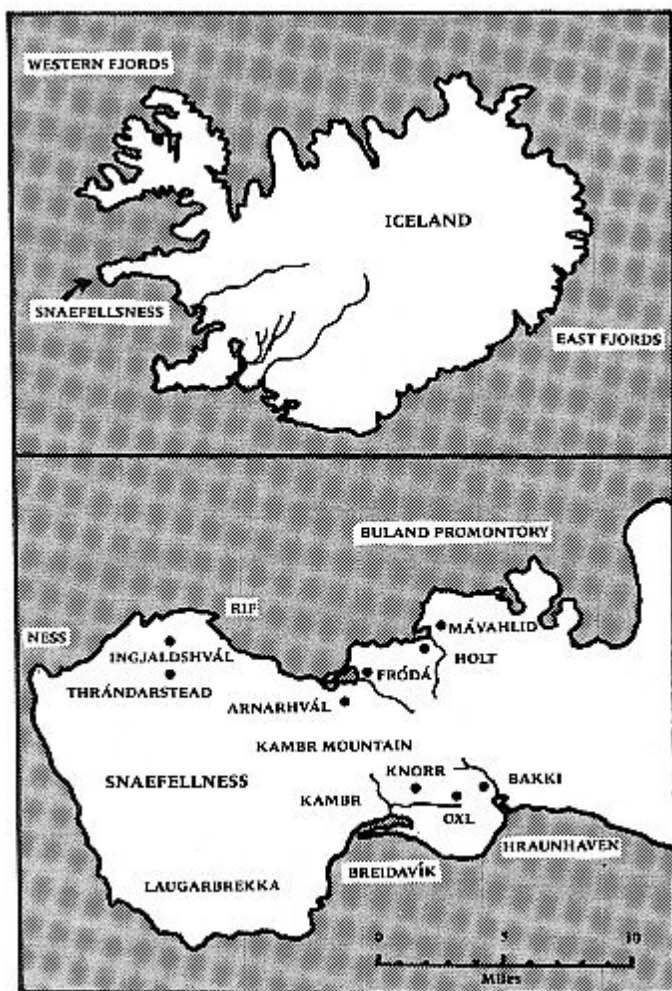 WESTERN FJORDS
ICELAND
SNAEFELLSNESS
EAST FJORDS
BULAND PROMONTORY
RIF
MÁVAHLID
NESS
INGJALDSHVÁL
HOLT
FRÓDÁ
THRÁNDARSTEAD
ARNARHVÁL
KAMBR MOUNTAIN
KNORR
SNAEFELLNESS
BAKKI
KAMBR
OXL
HRAUNHAVEN
BREIDAVÍK
LAUGARBREKKA
0 5 10
Miles